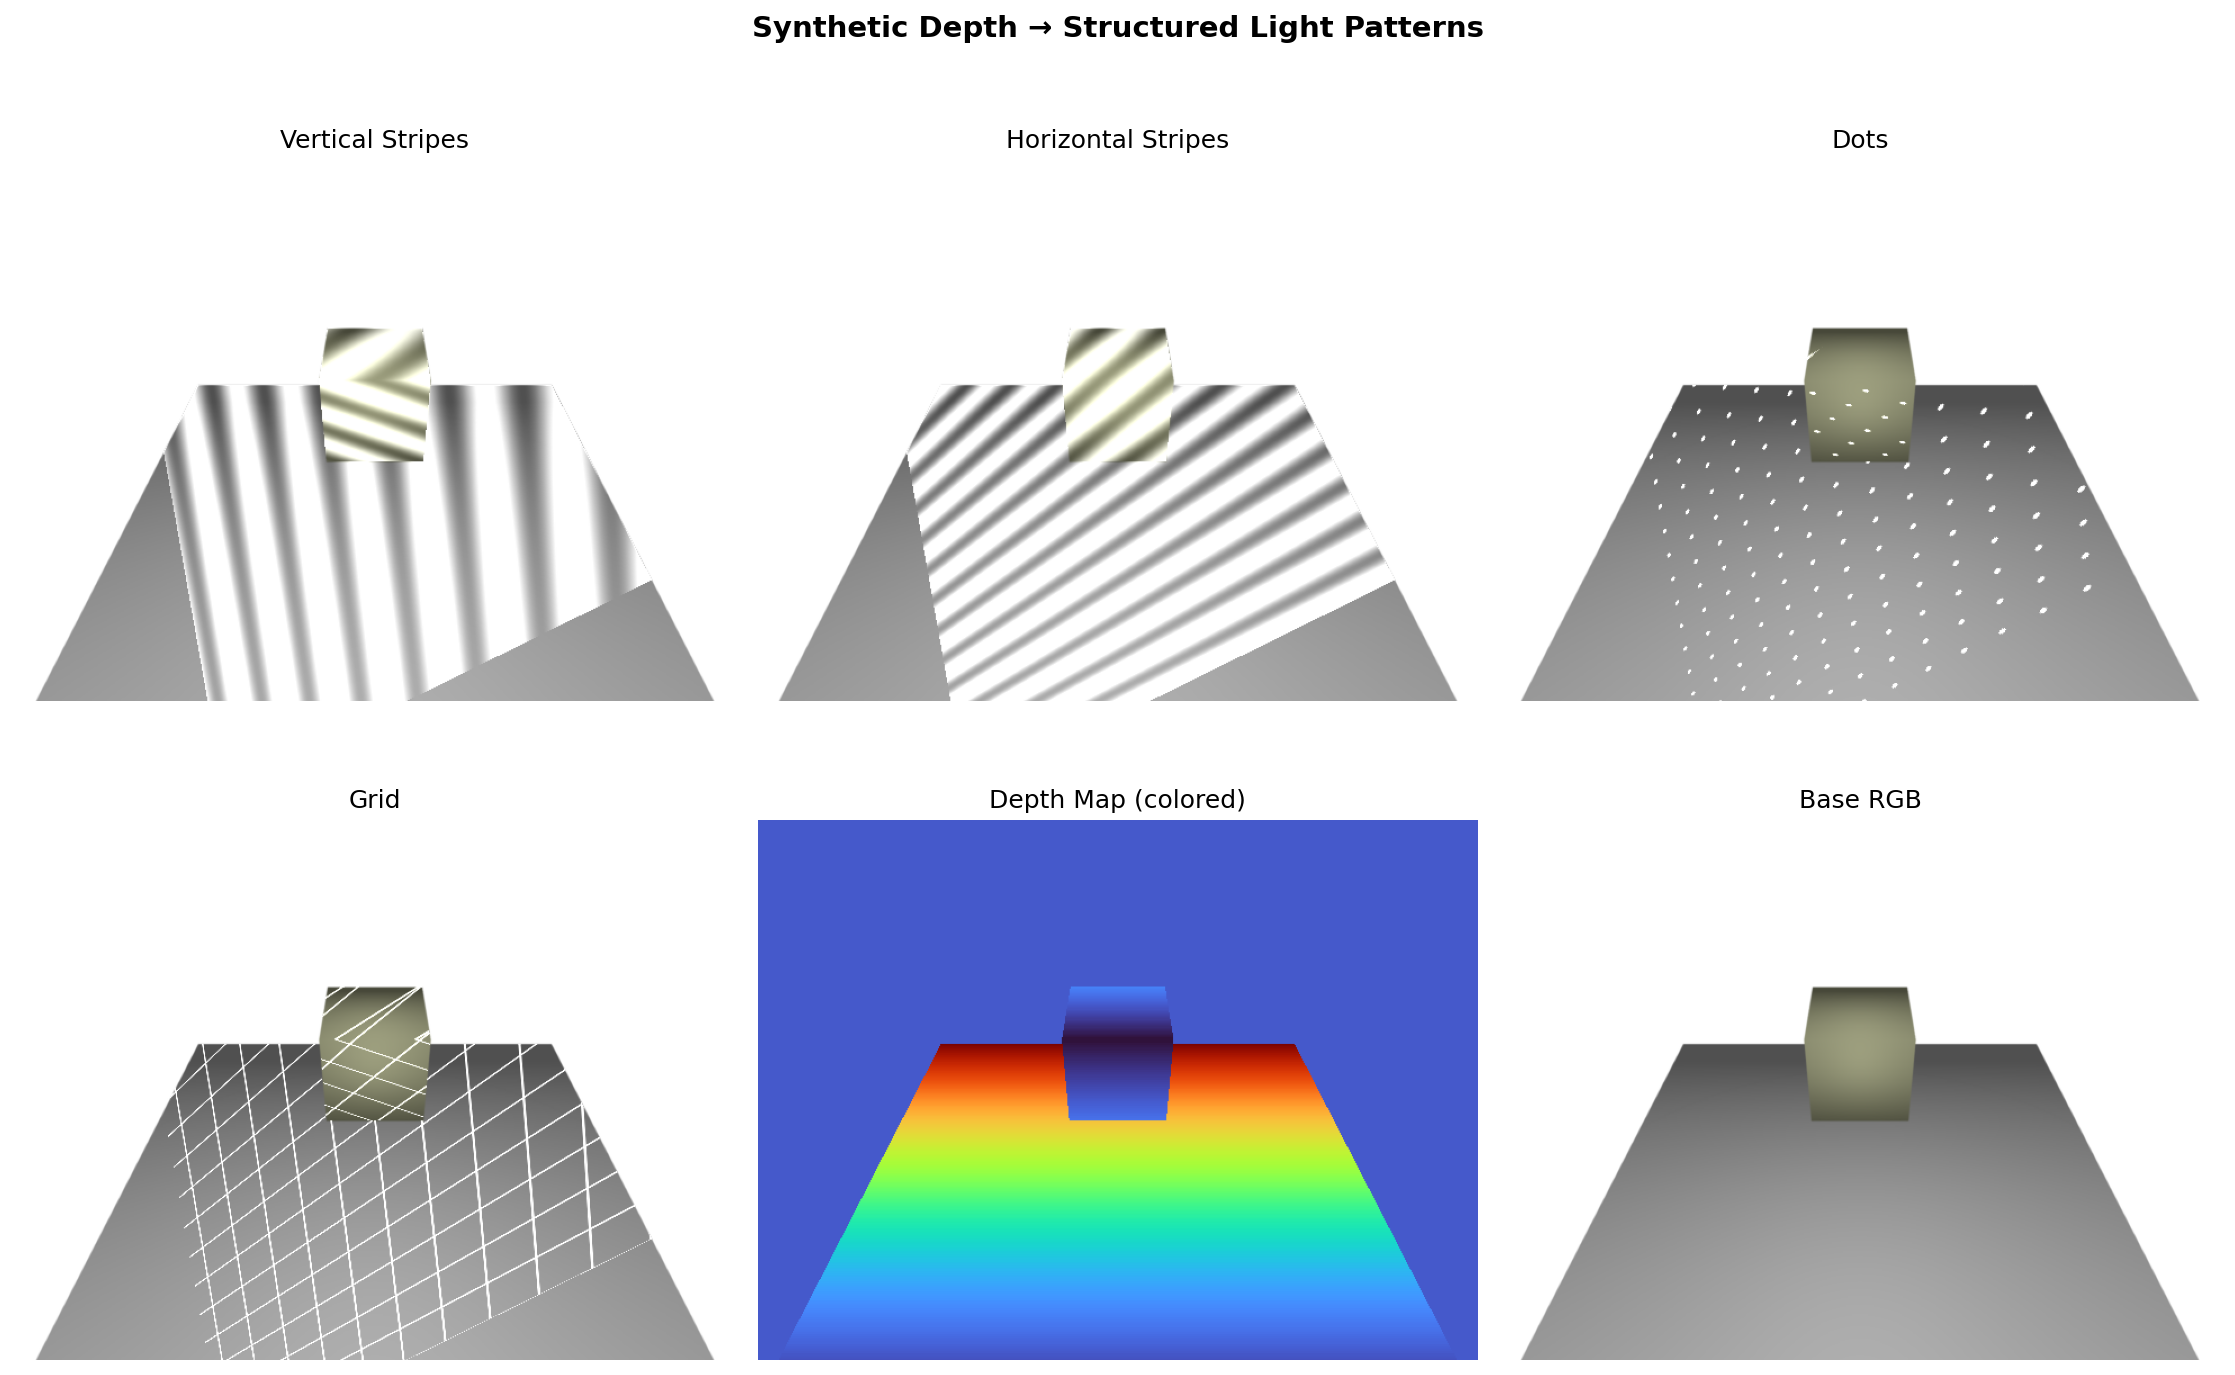 Synthetic Depth → Structured Light Patterns
Vertical Stripes
Horizontal Stripes
Dots
Grid
Depth Map (colored)
Base RGB